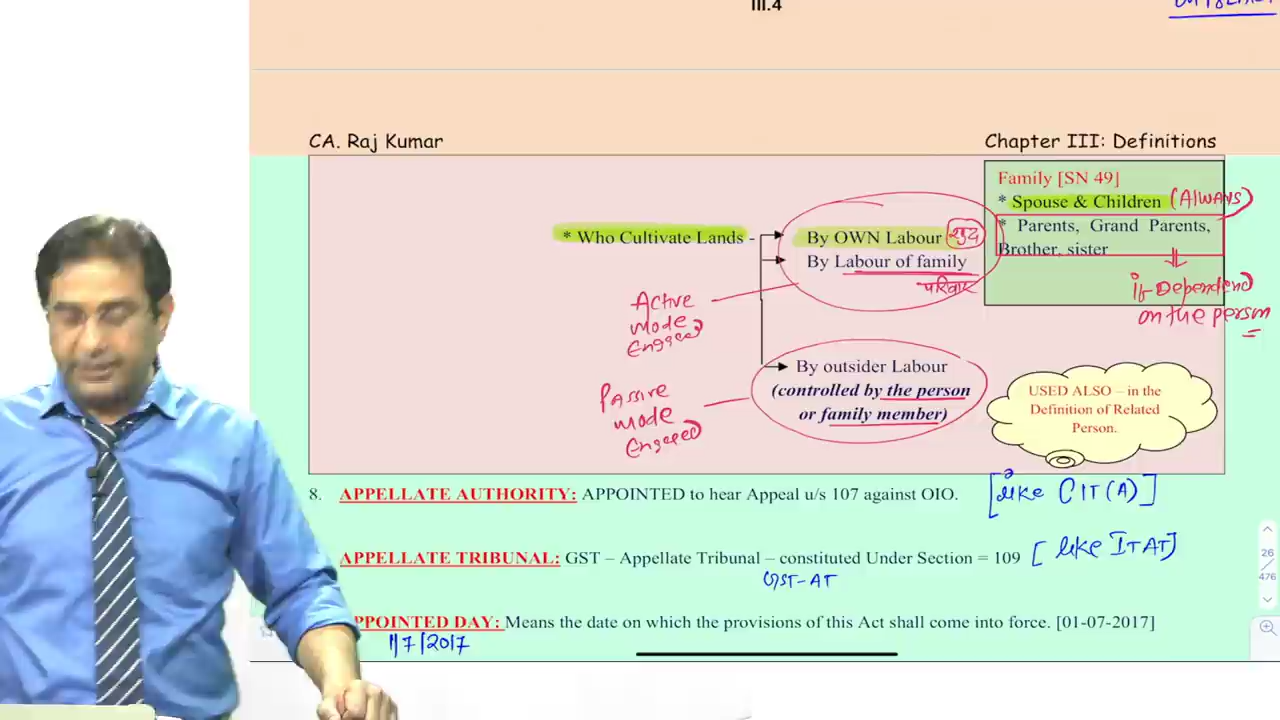 III.4
CA. Raj Kumar
Chapter III: Definitions
Family [SN 49]
* Spouse & Children (Always)
* Parents, Grand Parents,
Brother, sister
if Dependend
on the person
* Who Cultivate Lands -
By OWN Labour खुद
By Labour of family
परिवार
Active
mode
Engaged
By outsider Labour
(controlled by the person
or family member)
Passive
mode
Engaged
USED ALSO – in the
Definition of Related
Person.
8. APPELLATE AUTHORITY: APPOINTED to hear Appeal u/s 107 against OIO. [like CIT(A)]
APPELLATE TRIBUNAL: GST – Appellate Tribunal – constituted Under Section = 109 [like ITAT]
GST-AT
PPOINTED DAY: Means the date on which the provisions of this Act shall come into force. [01-07-2017]
1/7/2017
26
/
476